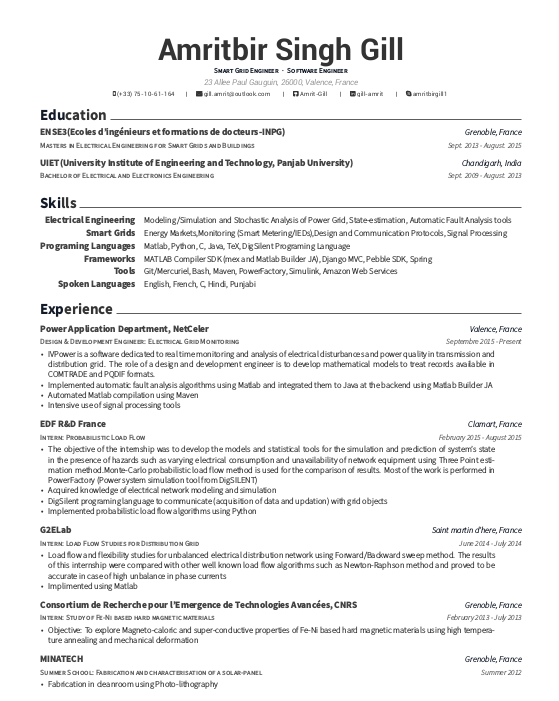 Amritbir Singh Gill
Smart Grid Engineer · Software Engineer
23 Allee Paul Gauguin, 26000, Valence, France
(+33) 75-10-61-164 | gill.amrit@outlook.com | Amrit-Gill | gill-amrit | amritbirgill1
Education
ENSE3(Ecoles d'ingénieurs et formations de docteurs-INPG) Grenoble, France
Masters in Electrical Engineering for Smart Grids and Buildings Sept. 2013 - August. 2015
UIET(University Institute of Engineering and Technology, Panjab University) Chandigarh, India
Bachelor of Electrical and Electronics Engineering Sept. 2009 - August. 2013
Skills
Electrical Engineering Modeling/Simulation and Stochastic Analysis of Power Grid, State-estimation, Automatic Fault Analysis tools
Smart Grids Energy Markets,Monitoring (Smart Metering/IEDs),Design and Communication Protocols, Signal Processing
Programing Languages Matlab, Python, C, Java, TeX, DigSilent Programing Language
Frameworks MATLAB Compiler SDK (mex and Matlab Builder JA), Django MVC, Pebble SDK, Spring
Tools Git/Mercuriel, Bash, Maven, PowerFactory, Simulink, Amazon Web Services
Spoken Languages English, French, C, Hindi, Punjabi
Experience
Power Application Department, NetCeler Valence, France
Design & Development Engineer: Electrical Grid Monitoring Septembre 2015 - Present
• IVPower is a software dedicated to real time monitoring and analysis of electrical disturbances and power quality in transmission and
distribution grid. The role of a design and development engineer is to develop mathematical models to treat records available in
COMTRADE and PQDIF formats.
• Implemented automatic fault analysis algorithms using Matlab and integrated them to Java at the backend using Matlab Builder JA
• Automated Matlab compilation using Maven
• Intensive use of signal processing tools
EDF R&D France Clamart, France
Intern: Probabilistic Load Flow February 2015 - August 2015
• The objective of the internship was to develop the models and statistical tools for the simulation and prediction of system's state
in the presence of hazards such as varying electrical consumption and unavailability of network equipment using Three Point esti-
mation method.Monte-Carlo probabilistic load flow method is used for the comparison of results. Most of the work is performed in
PowerFactory (Power system simulation tool from DigSILENT)
• Acquired knowledge of electrical network modeling and simulation
• DigSilent programing language to communicate (acquisition of data and updation) with grid objects
• Implemented probabilistic load flow algorithms using Python
G2ELab Saint martin d'here, France
Intern: Load Flow Studies for Distribution Grid June 2014 - July 2014
• Load flow and flexibility studies for unbalanced electrical distribution network using Forward/Backward sweep method. The results
of this internship were compared with other well known load flow algorithms such as Newton-Raphson method and proved to be
accurate in case of high unbalance in phase currents
• Implimented using Matlab
Consortium de Recherche pour l'Emergence de Technologies Avancées, CNRS Grenoble, France
Intern: Study of Fe-Ni based hard magnetic materials February 2013 - July 2013
• Objective: To explore Magneto-caloric and super-conductive properties of Fe-Ni based hard magnetic materials using high tempera-
ture annealing and mechanical deformation
MINATECH Grenoble, France
Summer School: Fabrication and characterisation of a solar-panel Summer 2012
• Fabrication in cleanroom using Photo-lithography